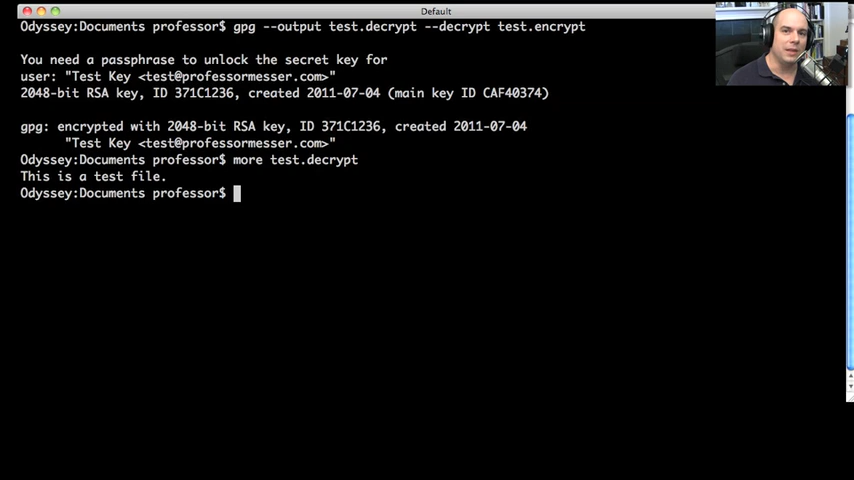 Default
Odyssey:Documents professor$ gpg --output test.decrypt --decrypt test.encrypt
You need a passphrase to unlock the secret key for
user: "Test Key <test@professormesser.com>"
2048-bit RSA key, ID 371C1236, created 2011-07-04 (main key ID CAF40374)
gpg: encrypted with 2048-bit RSA key, ID 371C1236, created 2011-07-04
"Test Key <test@professormesser.com>"
Odyssey:Documents professor$ more test.decrypt
This is a test file.
Odyssey:Documents professor$